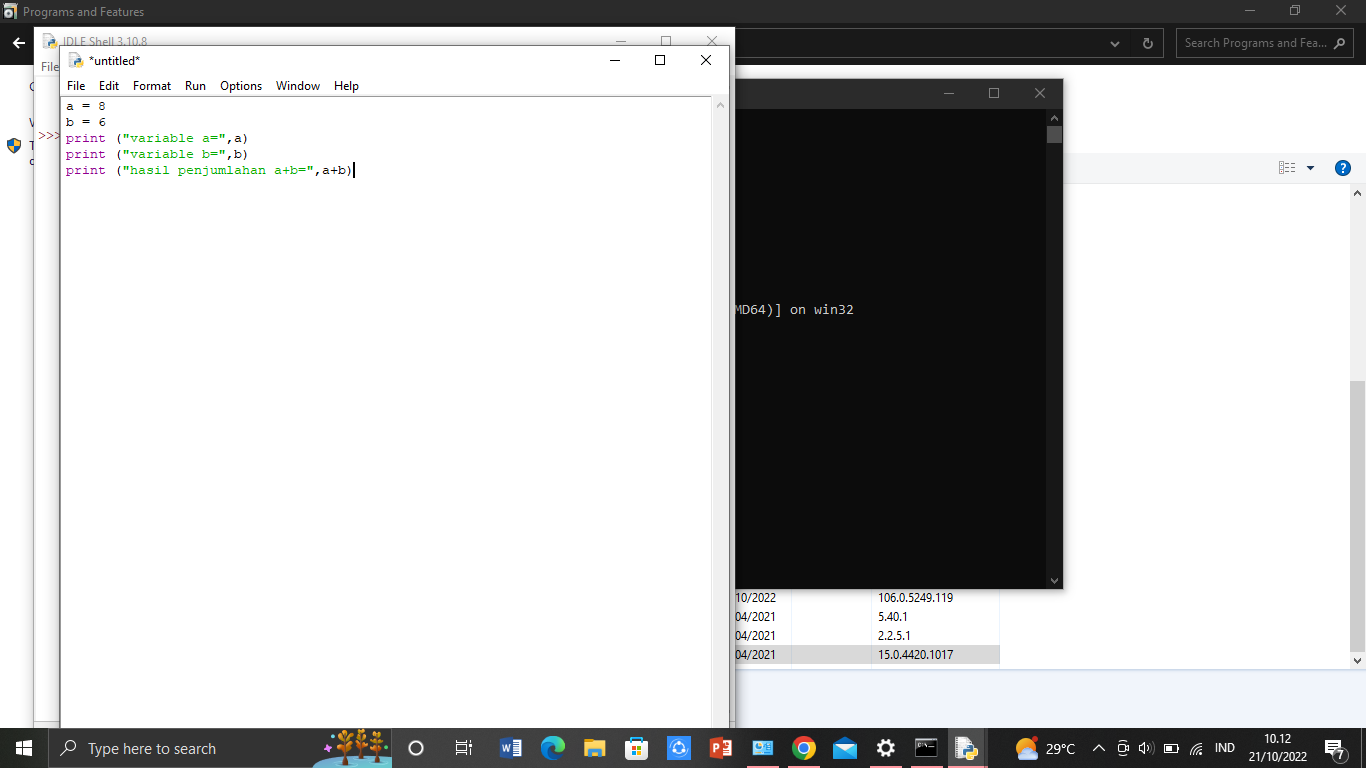 Programs and Features
Search Programs and Fea...
IDLE Shell 3.10.8
File
*untitled*
File Edit Format Run Options Window Help
a = 8
b = 6
print ("variable a=",a)
print ("variable b=",b)
print ("hasil penjumlahan a+b=",a+b)
>>>
MD64)] on win32
10/2022 106.0.5249.119
04/2021 5.40.1
04/2021 2.2.5.1
04/2021 15.0.4420.1017
Type here to search
29°C
IND
10.12
21/10/2022
7